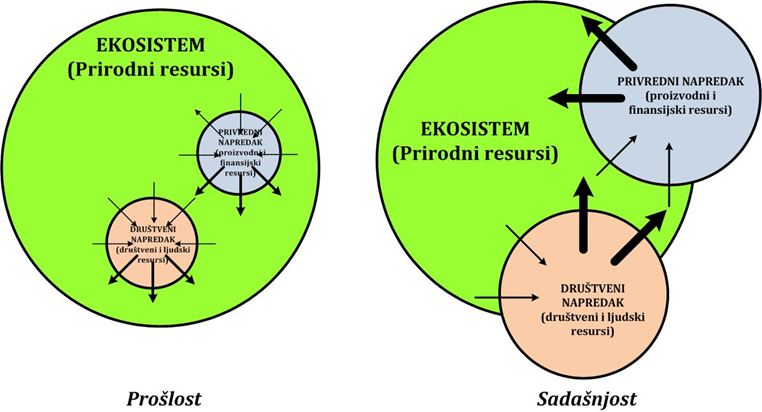 EKOSISTEM
(Prirodni resursi)
PRIVREDNI
NAPREDAK
(proizvodni i
finansijski
resursi)
DRUŠTVENI
NAPREDAK
(društveni i ljudski
resursi)
Prošlost
EKOSISTEM
(Prirodni resursi)
PRIVREDNI NAPREDAK
(proizvodni i
finansijski resursi)
DRUŠTVENI
NAPREDAK
(društveni i ljudski
resursi)
Sadašnjost